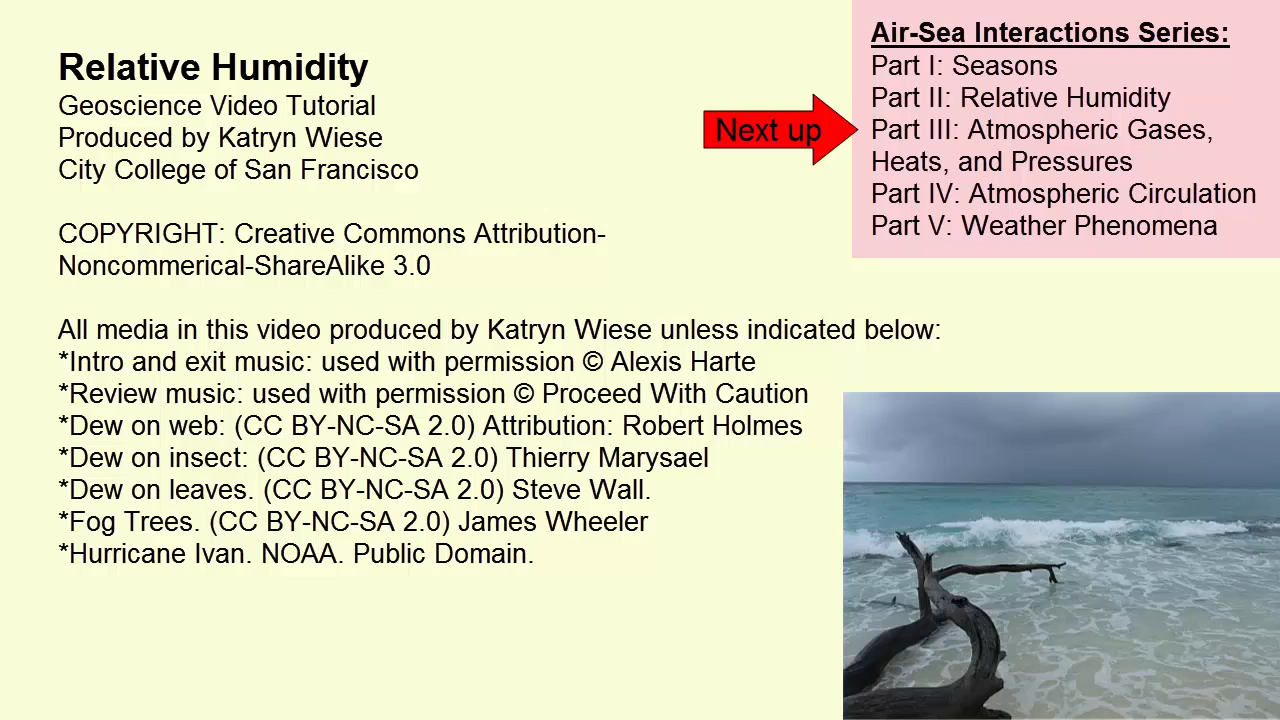 Relative Humidity
Geoscience Video Tutorial
Produced by Katryn Wiese
City College of San Francisco
COPYRIGHT: Creative Commons Attribution-
Noncommerical-ShareAlike 3.0
All media in this video produced by Katryn Wiese unless indicated below:
*Intro and exit music: used with permission © Alexis Harte
*Review music: used with permission © Proceed With Caution
*Dew on web: (CC BY-NC-SA 2.0) Attribution: Robert Holmes
*Dew on insect: (CC BY-NC-SA 2.0) Thierry Marysael
*Dew on leaves. (CC BY-NC-SA 2.0) Steve Wall.
*Fog Trees. (CC BY-NC-SA 2.0) James Wheeler
*Hurricane Ivan. NOAA. Public Domain.
Next up
Air-Sea Interactions Series:
Part I: Seasons
Part II: Relative Humidity
Part III: Atmospheric Gases,
Heats, and Pressures
Part IV: Atmospheric Circulation
Part V: Weather Phenomena